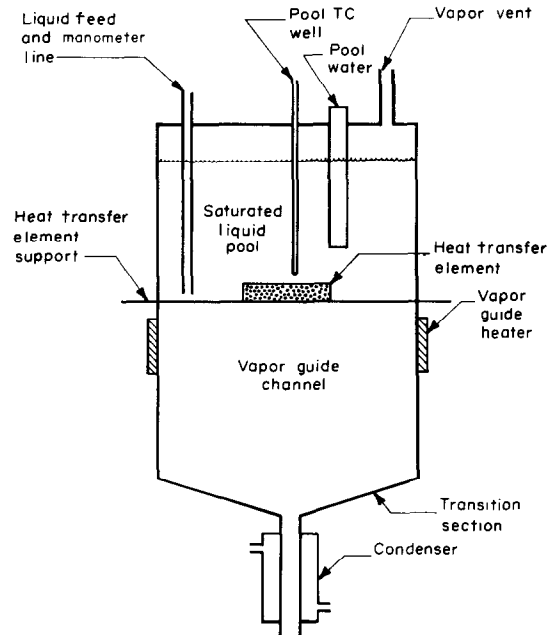 Liquid feed
and manometer
line
Pool TC
well
Vapor vent
Pool
water
Saturated
liquid
pool
Heat transfer
element
support
Heat transfer
element
Vapor
guide
heater
Vapor guide
channel
Transition
section
Condenser